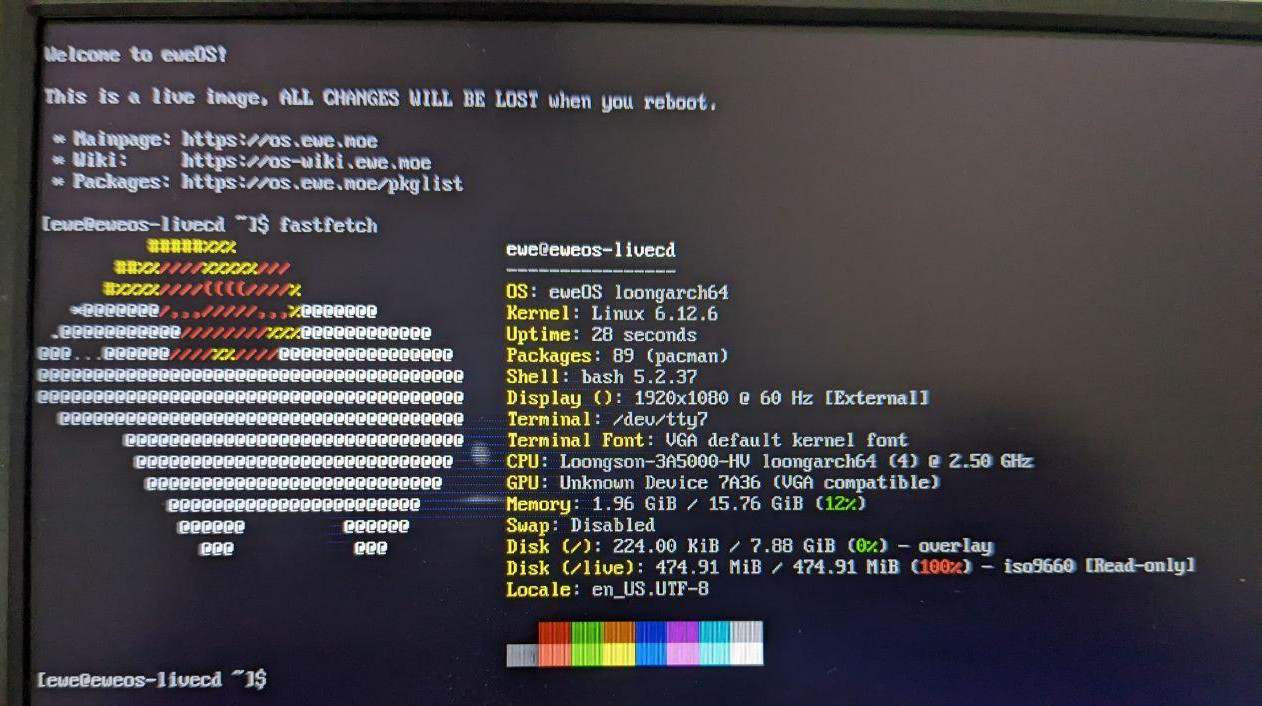 Welcome to eweOS!
This is a live image, ALL CHANGES WILL BE LOST when you reboot.
* Mainpage: https://os.ewe.moe
* Wiki: https://os-wiki.ewe.moe
* Packages: https://os.ewe.moe/pkglist
[ewe@eweos-livecd ~]$ fastfetch
ewe@eweos-livecd
----------------
OS: eweOS loongarch64
Kernel: Linux 6.12.6
Uptime: 28 seconds
Packages: 89 (pacman)
Shell: bash 5.2.37
Display (): 1920x1080 @ 60 Hz [External]
Terminal: /dev/tty7
Terminal Font: VGA default kernel font
CPU: Loongson-3A5000-HV loongarch64 (4) @ 2.50 GHz
GPU: Unknown Device 7A36 (VGA compatible)
Memory: 1.96 GiB / 15.76 GiB (12%)
Swap: Disabled
Disk (/): 224.00 KiB / 7.88 GiB (0%) - overlay
Disk (/live): 474.91 MiB / 474.91 MiB (100%) - iso9660 [Read-only]
Locale: en_US.UTF-8
[ewe@eweos-livecd ~]$